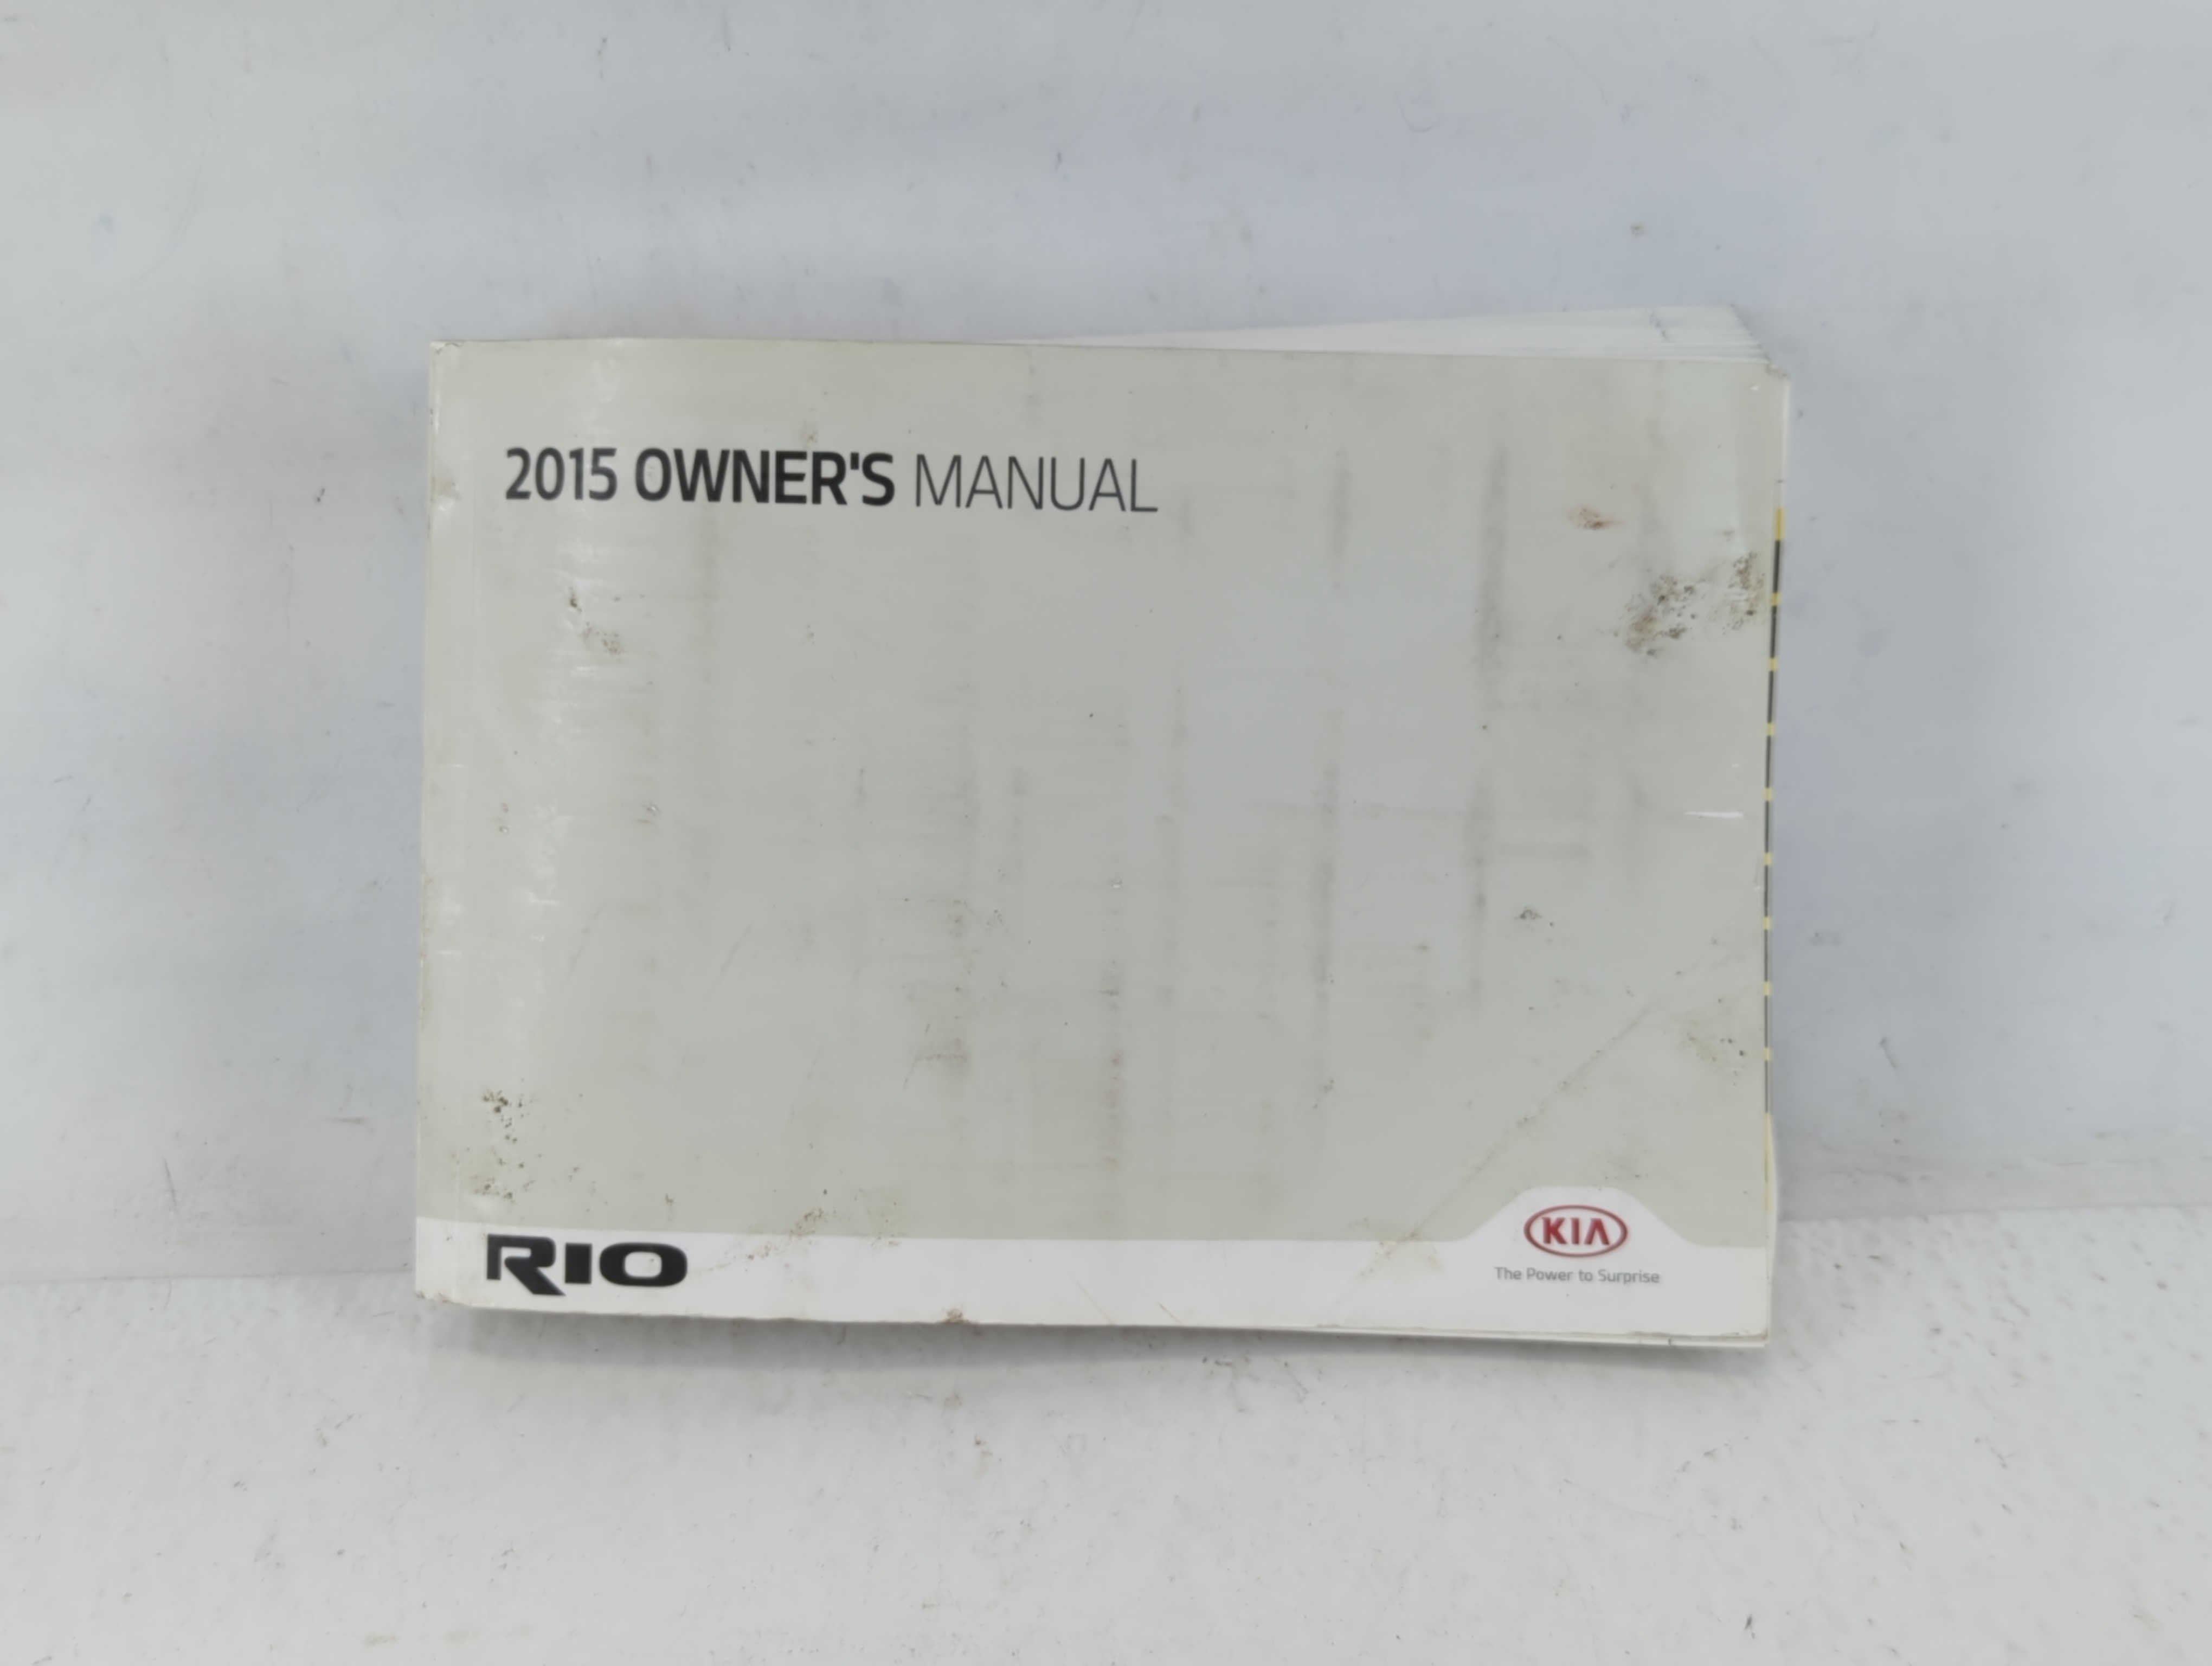 2015 OWNER'S MANUAL
RIO
KIA
The Power to Surprise